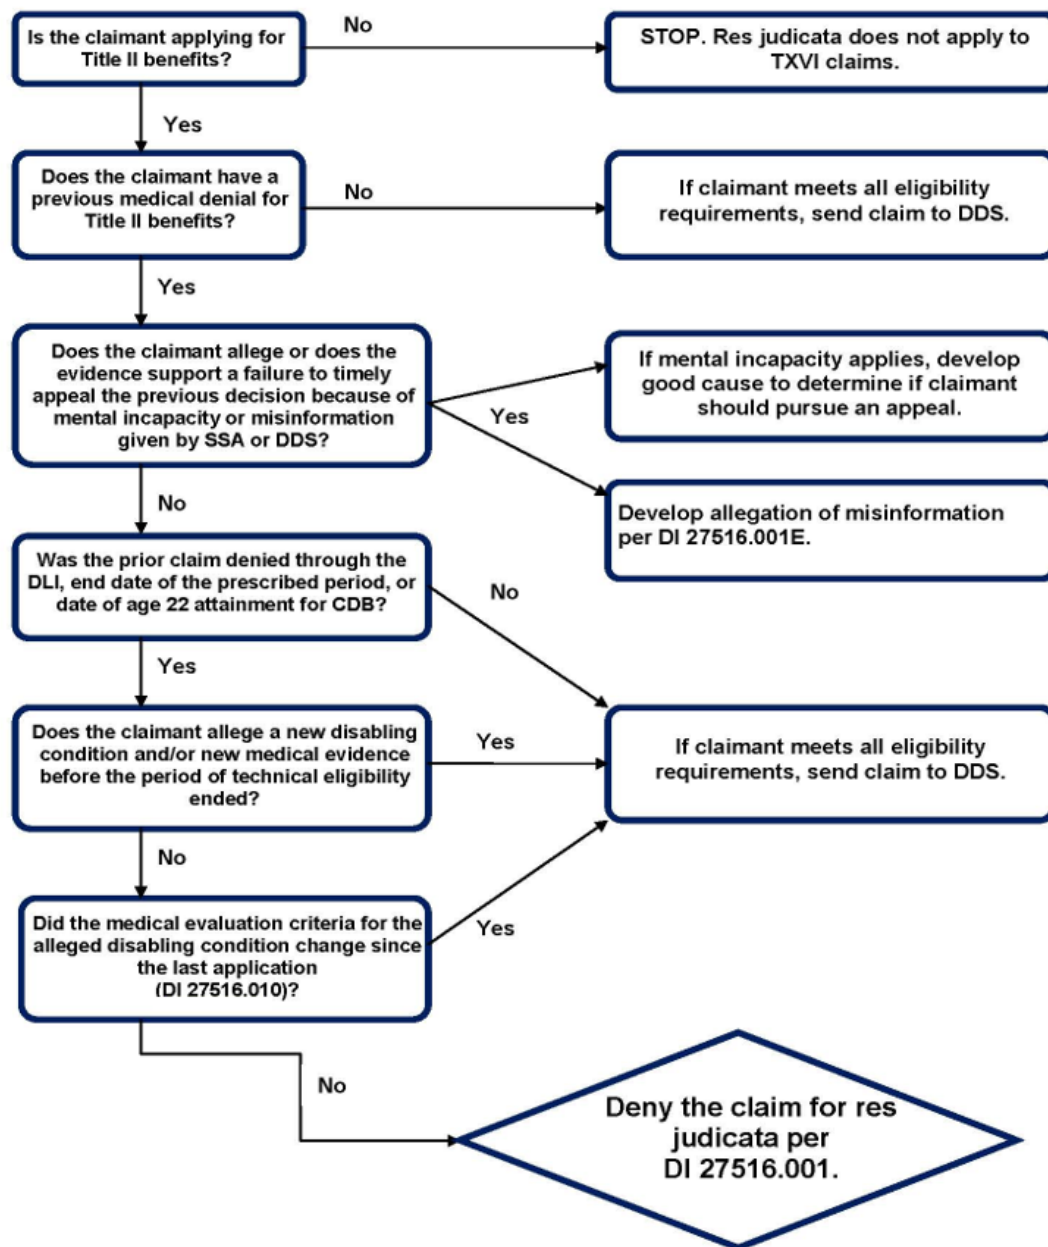 Is the claimant applying for
Title II benefits?
No
STOP. Res judicata does not apply to
TXVI claims.
Yes
Does the claimant have a
previous medical denial for
Title II benefits?
No
If claimant meets all eligibility
requirements, send claim to DDS.
Yes
Does the claimant allege or does the
evidence support a failure to timely
appeal the previous decision because of
mental incapacity or misinformation
given by SSA or DDS?
Yes
If mental incapacity applies, develop
good cause to determine if claimant
should pursue an appeal.
Develop allegation of misinformation
per DI 27516.001E.
No
Was the prior claim denied through the
DLI, end date of the prescribed period, or
date of age 22 attainment for CDB?
No
Yes
Does the claimant allege a new disabling
condition and/or new medical evidence
before the period of technical eligibility
ended?
Yes
If claimant meets all eligibility
requirements, send claim to DDS.
No
Did the medical evaluation criteria for the
alleged disabling condition change since
the last application
(DI 27516.010)?
Yes
No
Deny the claim for res
judicata per
DI 27516.001.